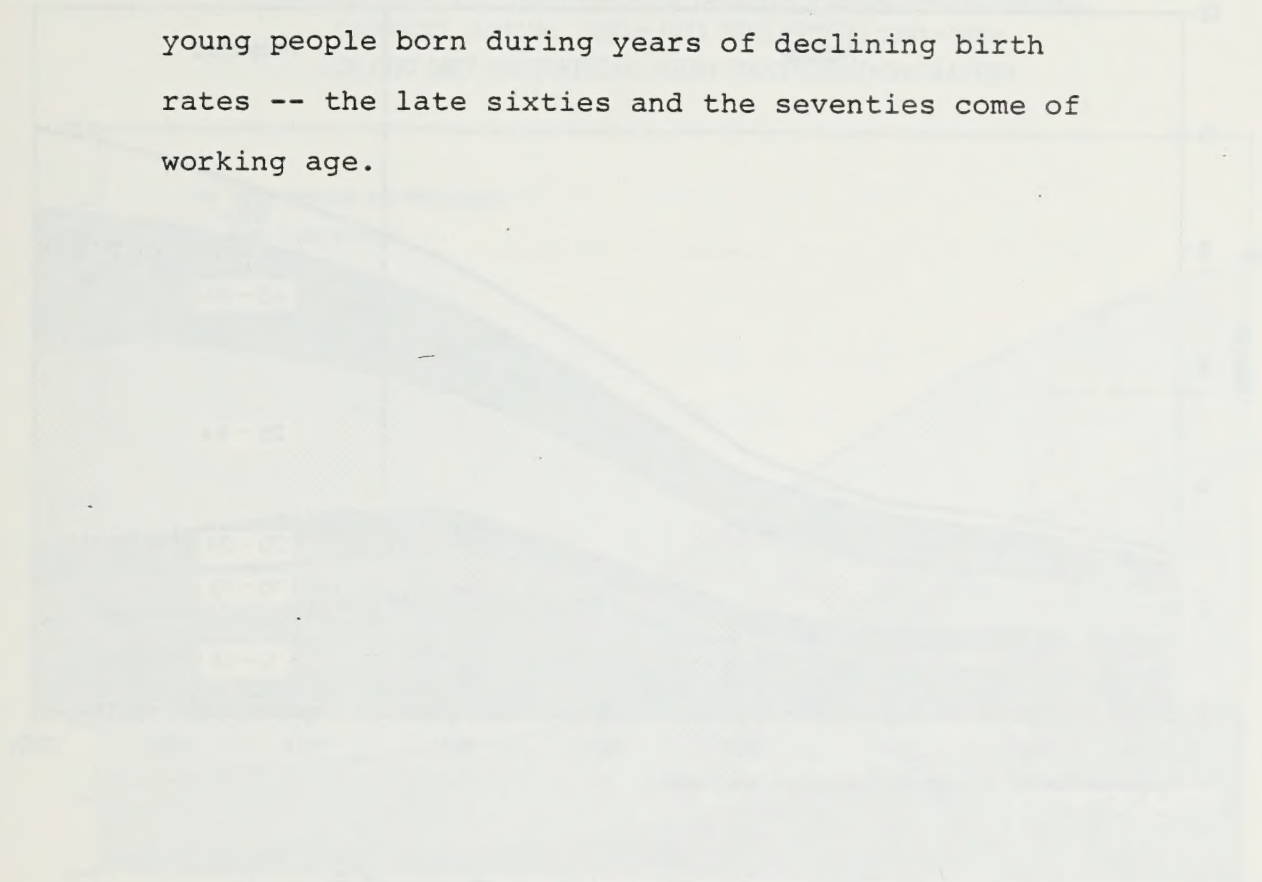 young people born during years of declining birth
rates -- the late sixties and the seventies come of
working age.